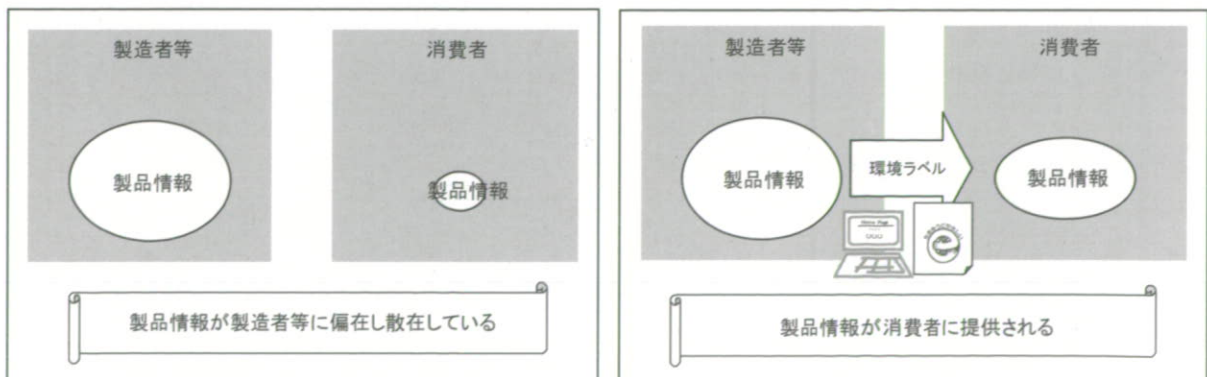 製造者等
消費者
製品情報
製品情報
製品情報が製造者等に偏在し散在している
製造者等
消費者
製品情報
環境ラベル
製品情報
製品情報が消費者に提供される